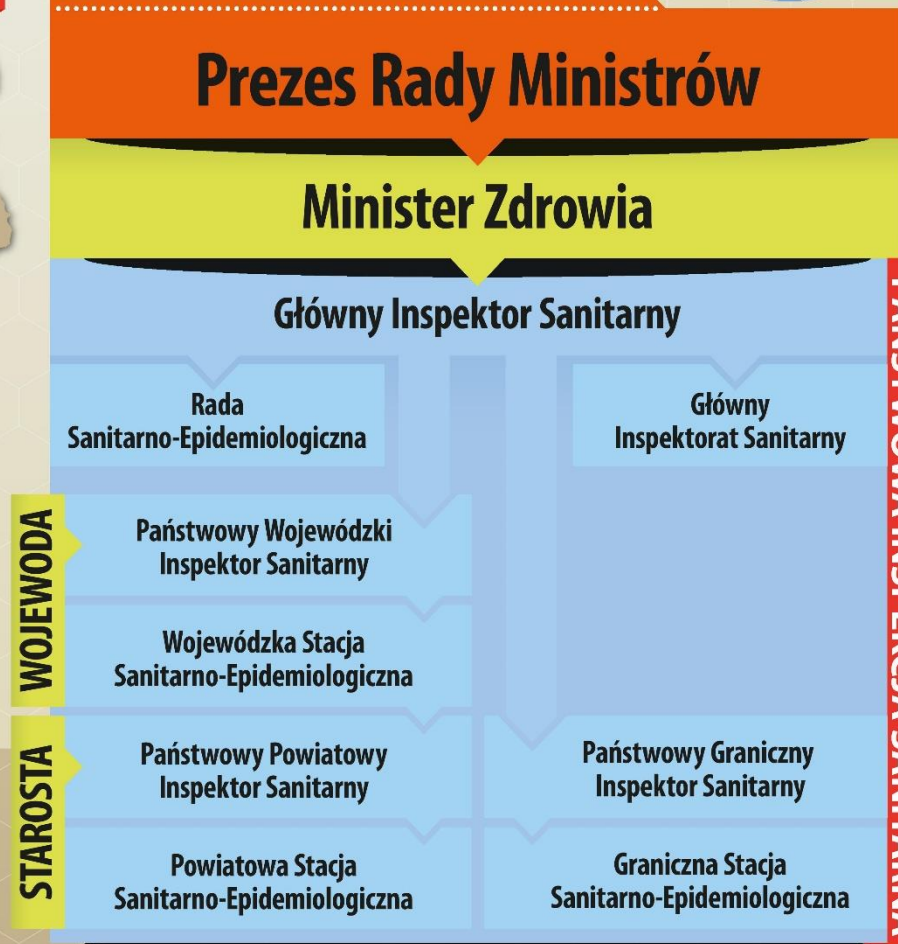 Prezes Rady Ministrów
Minister Zdrowia
Główny Inspektor Sanitarny
Rada
Sanitarno-Epidemiologiczna
Główny
Inspektorat Sanitarny
WOJEWODA
Państwowy Wojewódzki
Inspektor Sanitarny
Wojewódzka Stacja
Sanitarno-Epidemiologiczna
STAROSTA
Państwowy Powiatowy
Inspektor Sanitarny
Państwowy Graniczny
Inspektor Sanitarny
Powiatowa Stacja
Sanitarno-Epidemiologiczna
Graniczna Stacja
Sanitarno-Epidemiologiczna